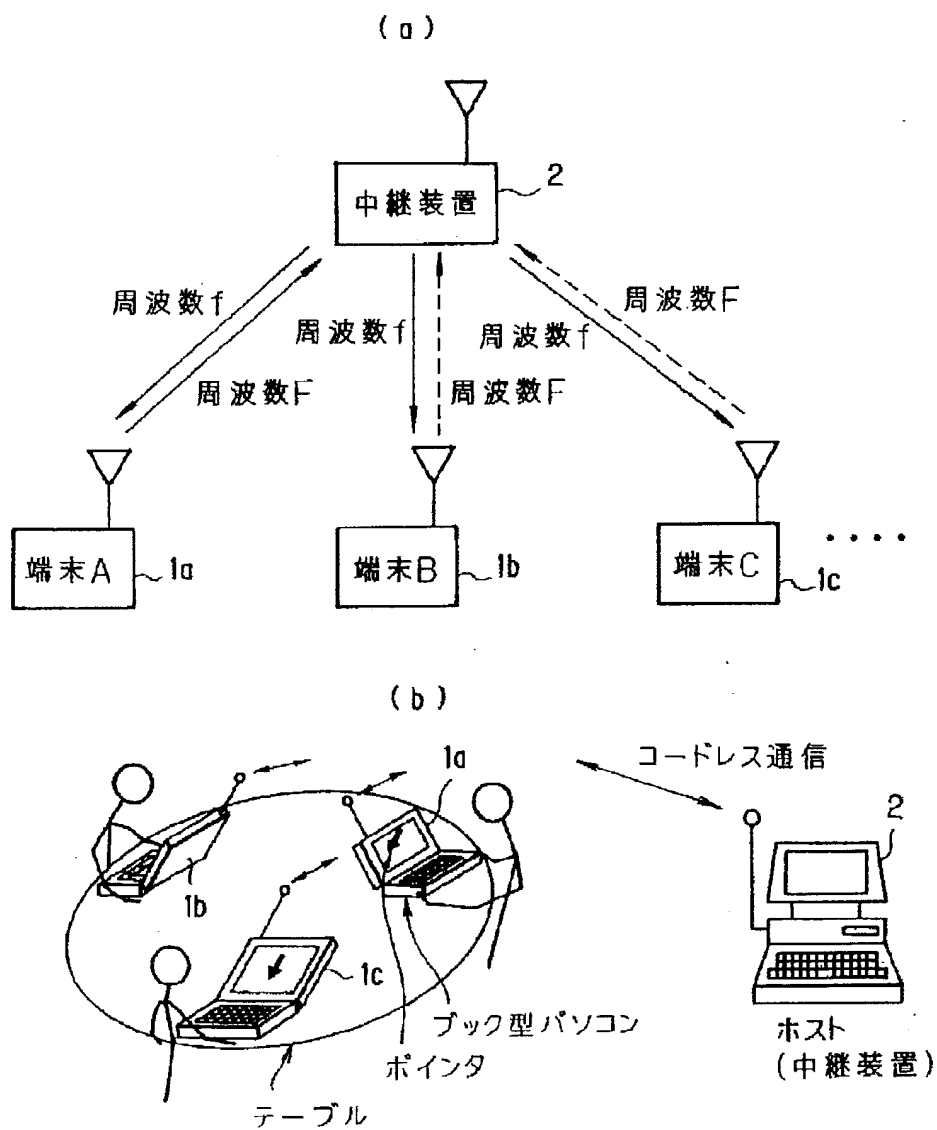 (a)
2
中継装置
周波数f
周波数F
周波数f
周波数F
周波数f
周波数F
端末A
1a
端末B
1b
端末C
1c
・・・・
(b)
1a
コードレス通信
2
1b
1c
ブック型パソコン
ポインタ
テーブル
ホスト
(中継装置)